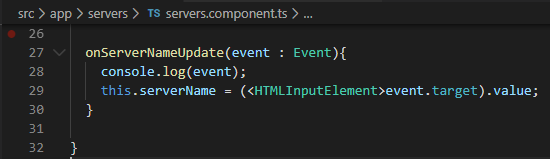 src > app > servers > TS servers.component.ts > ...
26
27 onServerNameUpdate(event : Event){
28 console.log(event);
29 this.serverName = (<HTMLInputElement>event.target).value;
30 }
31
32 }